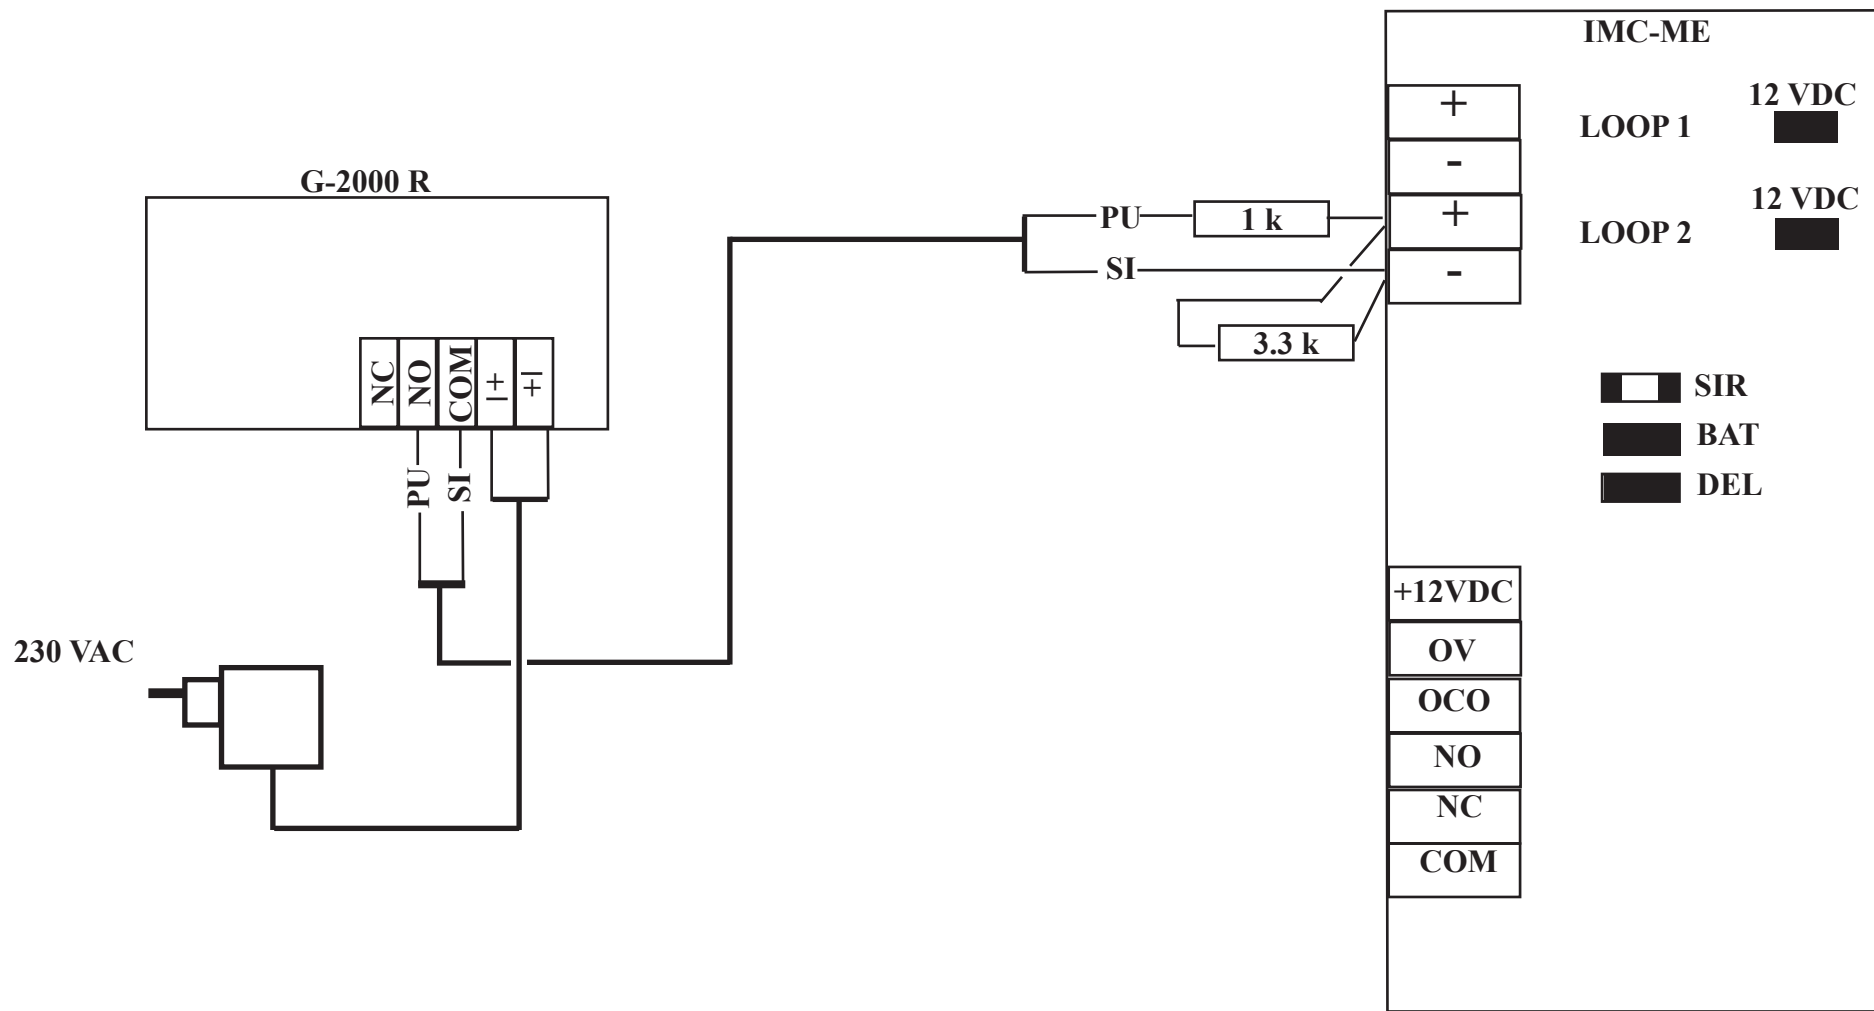 IMC-ME
12 VDC
+
LOOP 1
-
G-2000 R
12 VDC
PU
1 k
+
LOOP 2
SI
-
3.3 k
NC
NO
COM
+
-
+
-
SIR
BAT
DEL
PU
SI
+12VDC
OV
230 VAC
OCO
NO
NC
COM